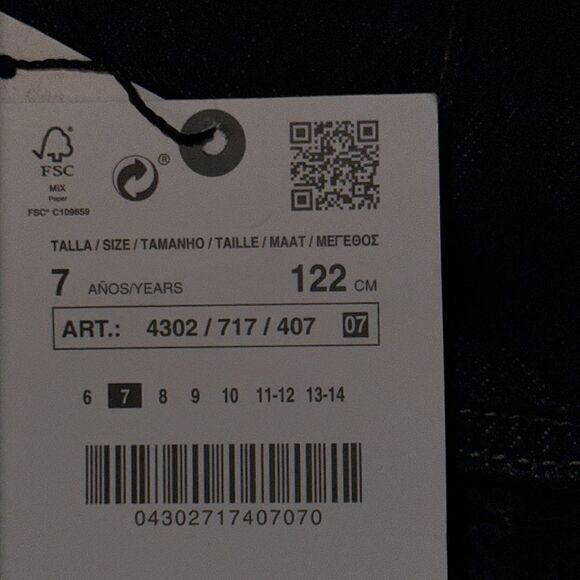 FSC
MIX
Paper
FSC® C109659
®
TALLA / SIZE / TAMANHO / TAILLE / MAAT / ΜΕΓΕΘΟΣ
7 AÑOS/YEARS 122 CM
ART.: 4302 / 717 / 407 07
6 7 8 9 10 11-12 13-14
04302717407070